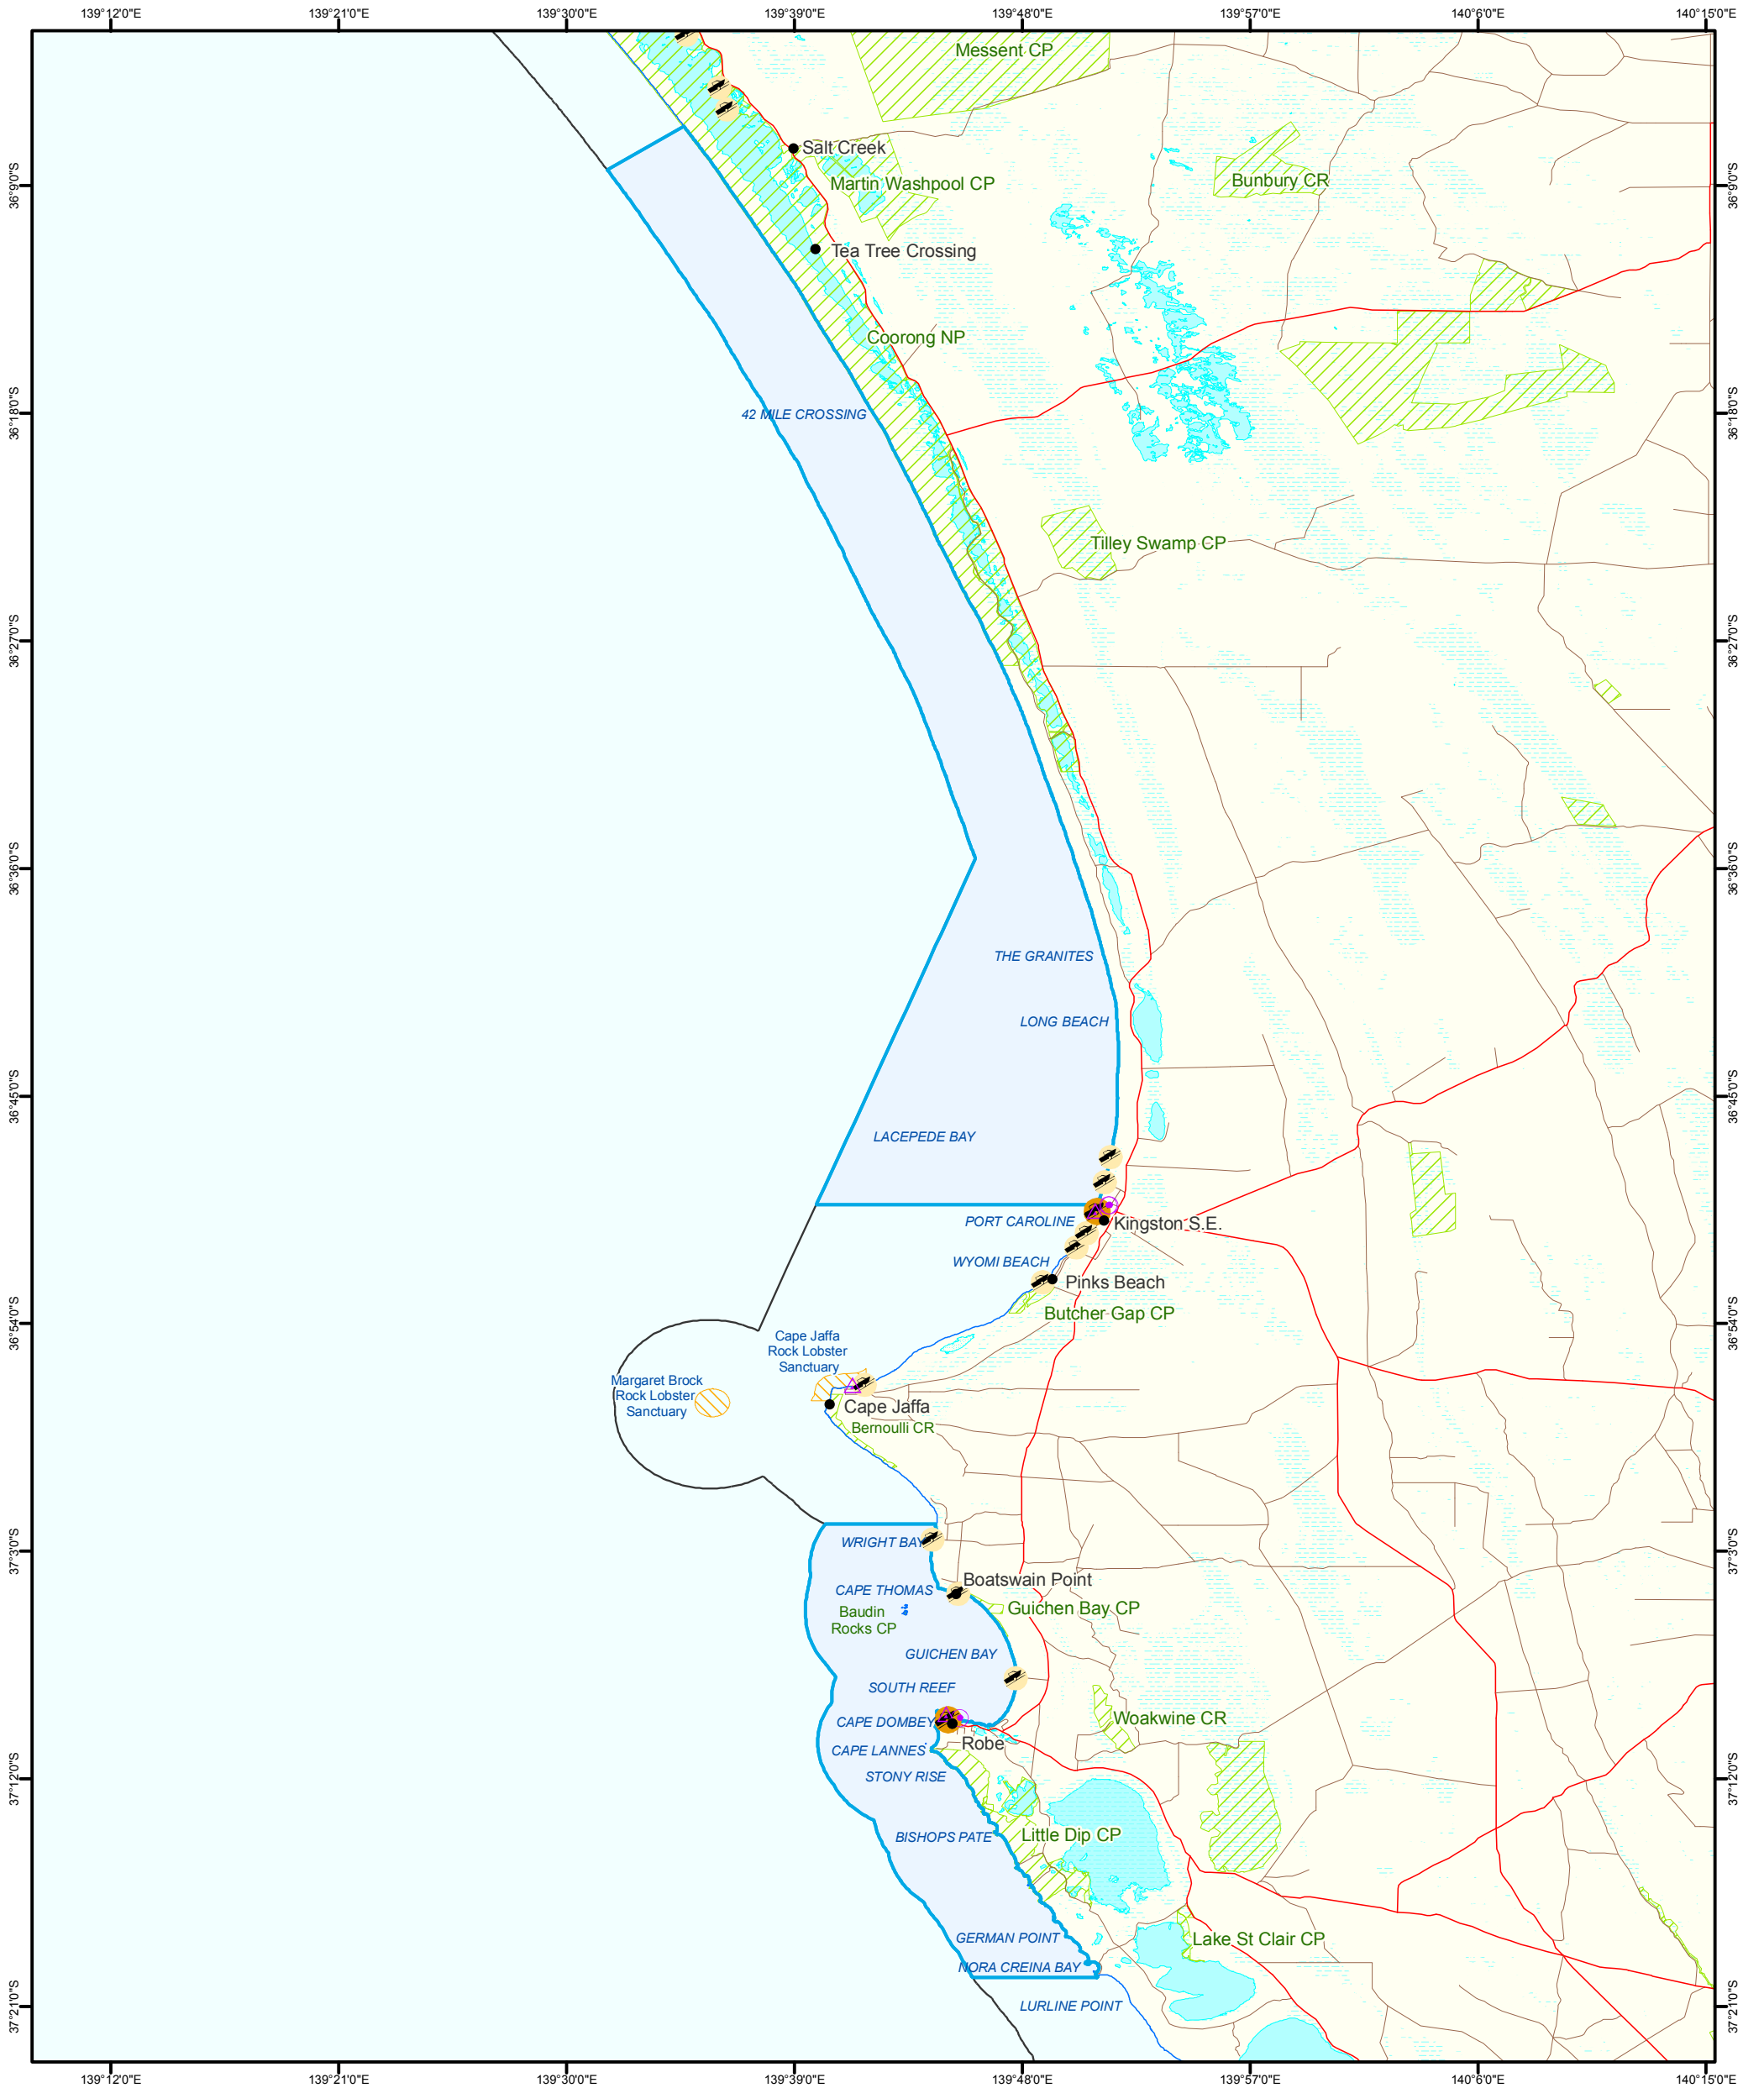 139°12'0"E
139°21'0"E
139°30'0"E
139°39'0"E
139°48'0"E
139°57'0"E
140°6'0"E
140°15'0"E
Messent CP
Salt Creek
Martin Washpool CP
Bunbury CR
36°9'0"S
36°9'0"S
Tea Tree Crossing
Coorong NP
42 MILE CROSSING
36°18'0"S
36°18'0"S
Tilley Swamp CP
36°27'0"S
36°27'0"S
36°36'0"S
36°36'0"S
THE GRANITES
LONG BEACH
36°45'0"S
36°45'0"S
LACEPEDE BAY
PORT CAROLINE
Kingston S.E.
WYOMI BEACH
Pinks Beach
Butcher Gap CP
36°54'0"S
36°54'0"S
Cape Jaffa
Rock Lobster
Sanctuary
Margaret Brock
Rock Lobster
Sanctuary
Cape Jaffa
Bernoulli CR
WRIGHT BAY
37°3'0"S
37°3'0"S
Boatswain Point
CAPE THOMAS
Baudin
Rocks CP
Guichen Bay CP
GUICHEN BAY
SOUTH REEF
CAPE DOMBEY
Woakwine CR
Robe
CAPE LANNES
STONY RISE
37°12'0"S
37°12'0"S
BISHOPS PATE
Little Dip CP
GERMAN POINT
Lake St Clair CP
NORA CREINA BAY
LURLINE POINT
37°21'0"S
37°21'0"S
139°12'0"E
139°21'0"E
139°30'0"E
139°39'0"E
139°48'0"E
139°57'0"E
140°6'0"E
140°15'0"E